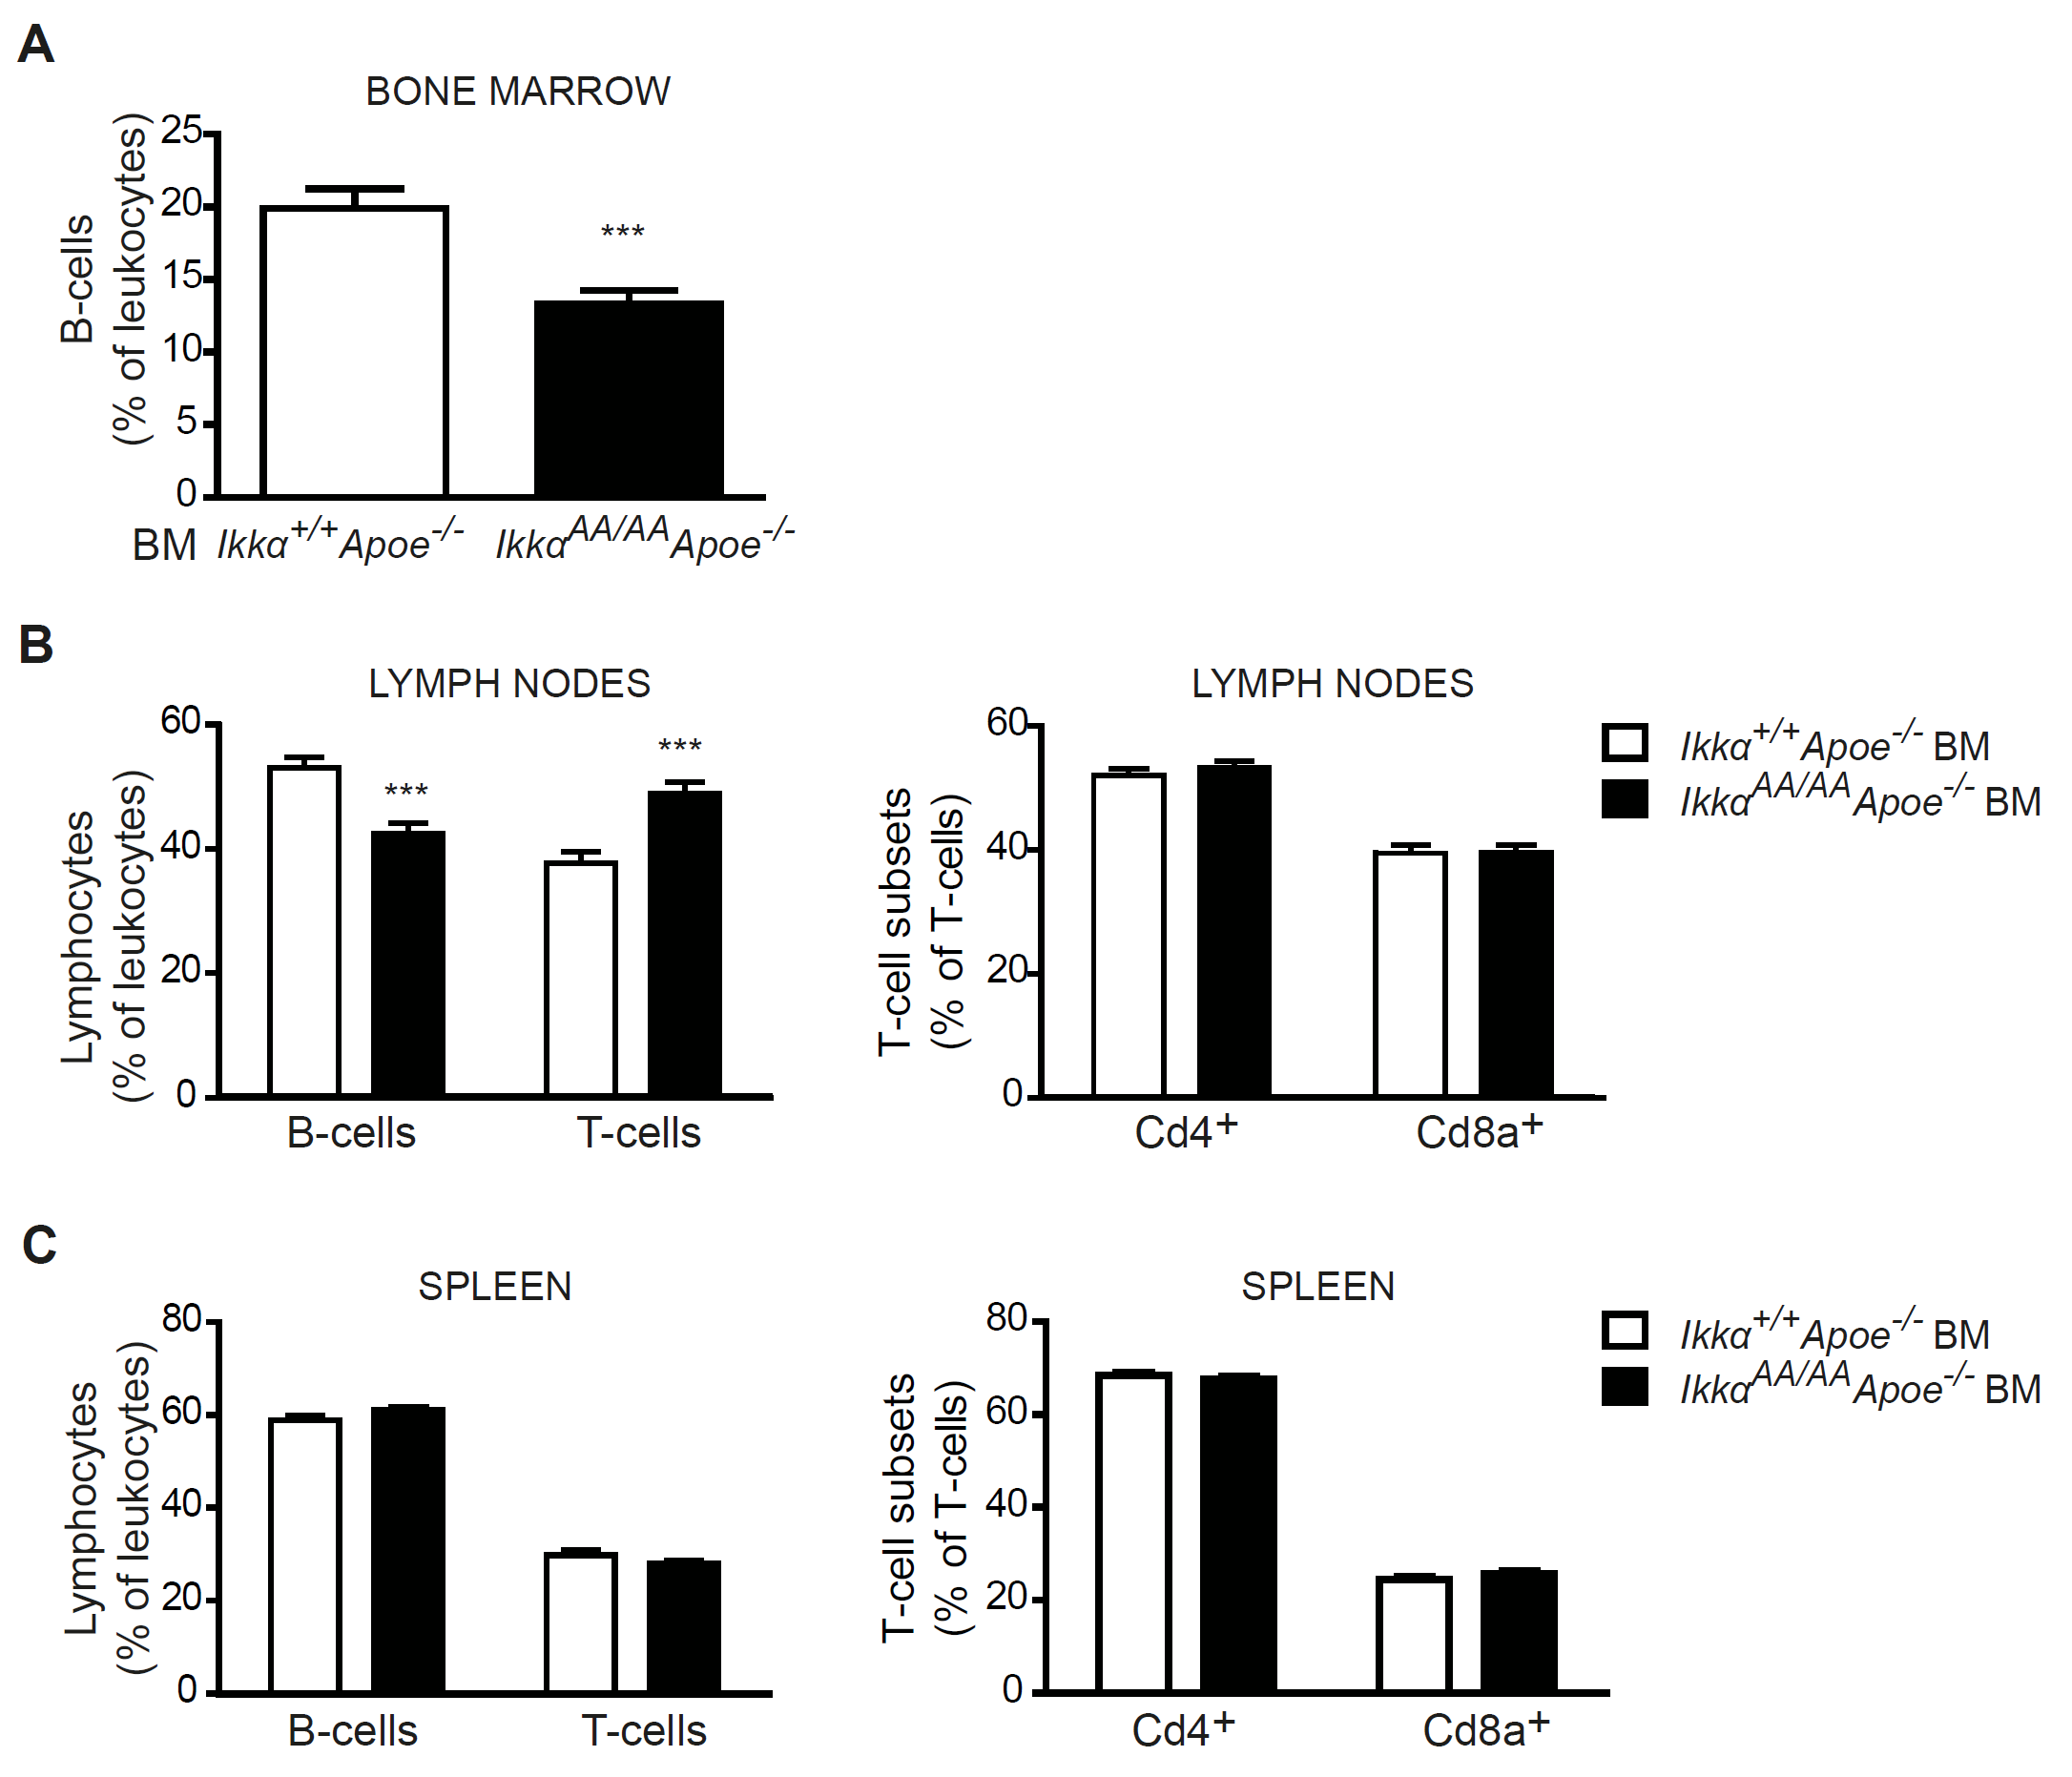 A
BONE MARROW
B-cells
(% of leukocytes)
25
20
15
10
5
0
***
BM Ikkα+/+Apoe-/- IkkαAA/AAApoe-/-
B
LYMPH NODES
Lymphocytes
(% of leukocytes)
60
40
20
0
***
***
B-cells T-cells
LYMPH NODES
T-cell subsets
(% of T-cells)
60
40
20
0
Cd4+ Cd8a+
Ikkα+/+Apoe-/- BM
IkkαAA/AAApoe-/- BM
C
SPLEEN
Lymphocytes
(% of leukocytes)
80
60
40
20
0
B-cells T-cells
SPLEEN
T-cell subsets
(% of T-cells)
80
60
40
20
0
Cd4+ Cd8a+
Ikkα+/+Apoe-/- BM
IkkαAA/AAApoe-/- BM